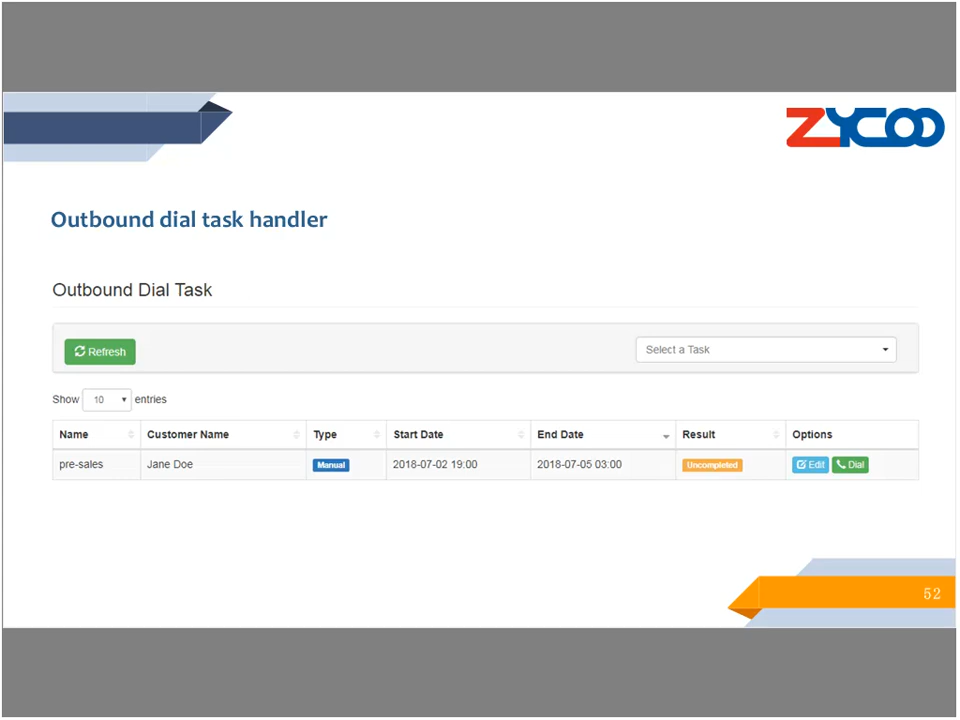 ZYCOO
Outbound dial task handler
Outbound Dial Task
Refresh
Select a Task
Show 10 entries
Name Customer Name Type Start Date End Date Result Options
pre-sales Jane Doe Manual 2018-07-02 19:00 2018-07-05 03:00 Uncompleted Edit Dial
52